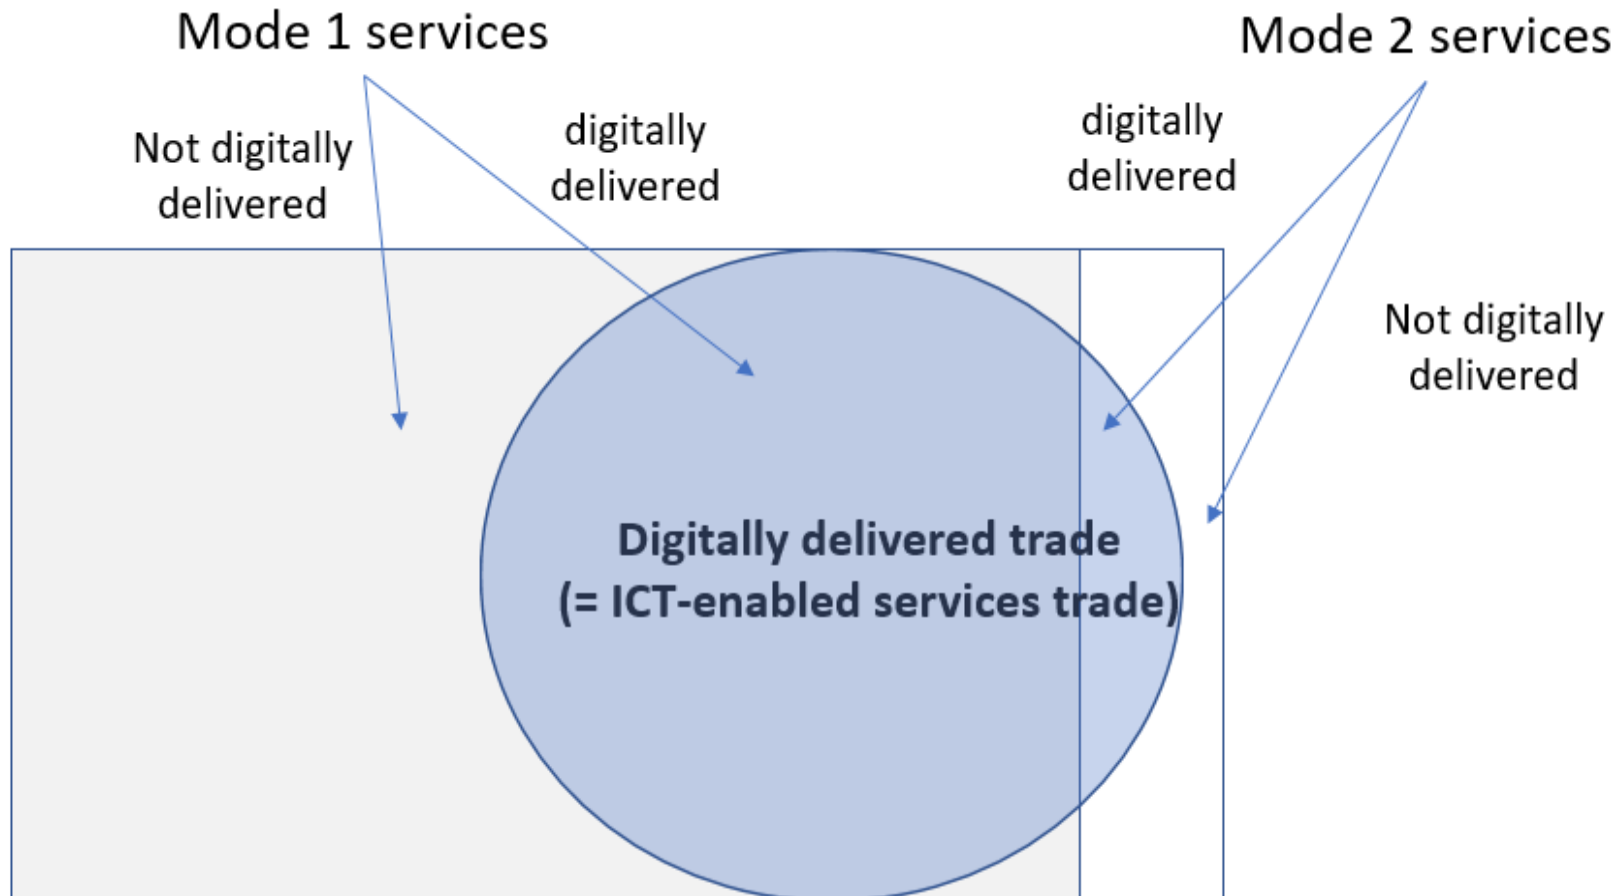 Mode 1 services
Mode 2 services
Not digitally
delivered
digitally
delivered
digitally
delivered
Not digitally
delivered
Digitally delivered trade
(= ICT-enabled services trade)